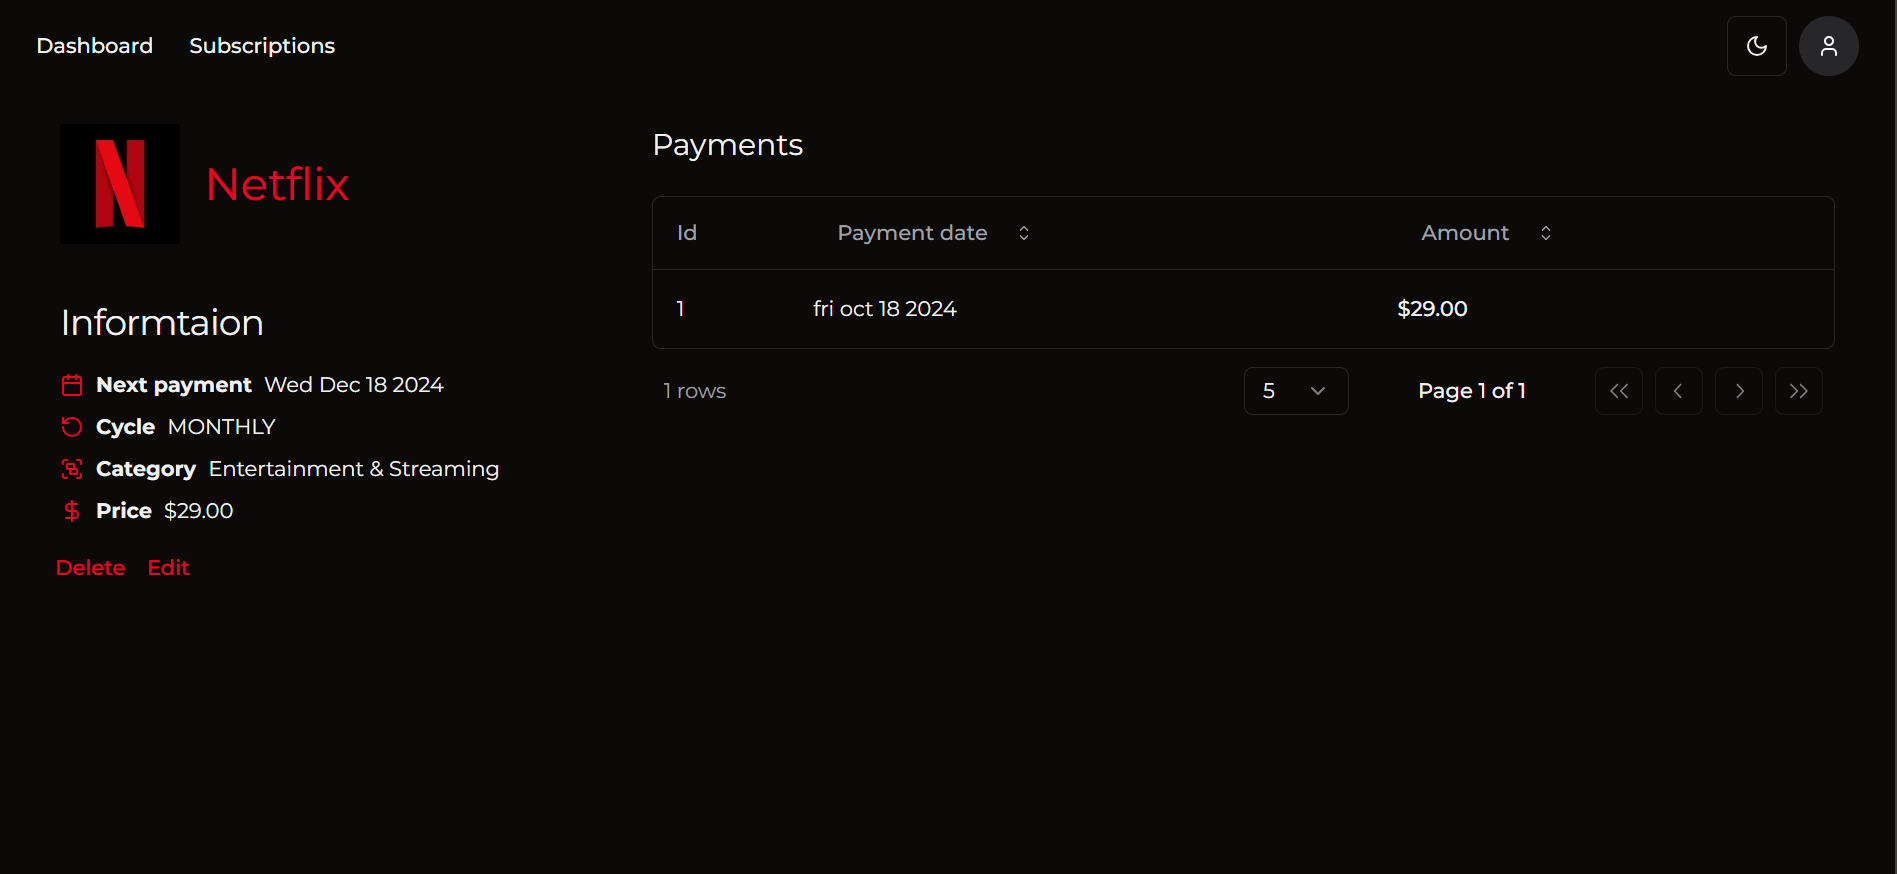 Dashboard Subscriptions
N
Netflix
Informtaion
Next payment Wed Dec 18 2024
Cycle MONTHLY
Category Entertainment & Streaming
Price $29.00
Delete Edit
Payments
Id Payment date Amount
1 fri oct 18 2024 $29.00
1 rows 5 Page 1 of 1